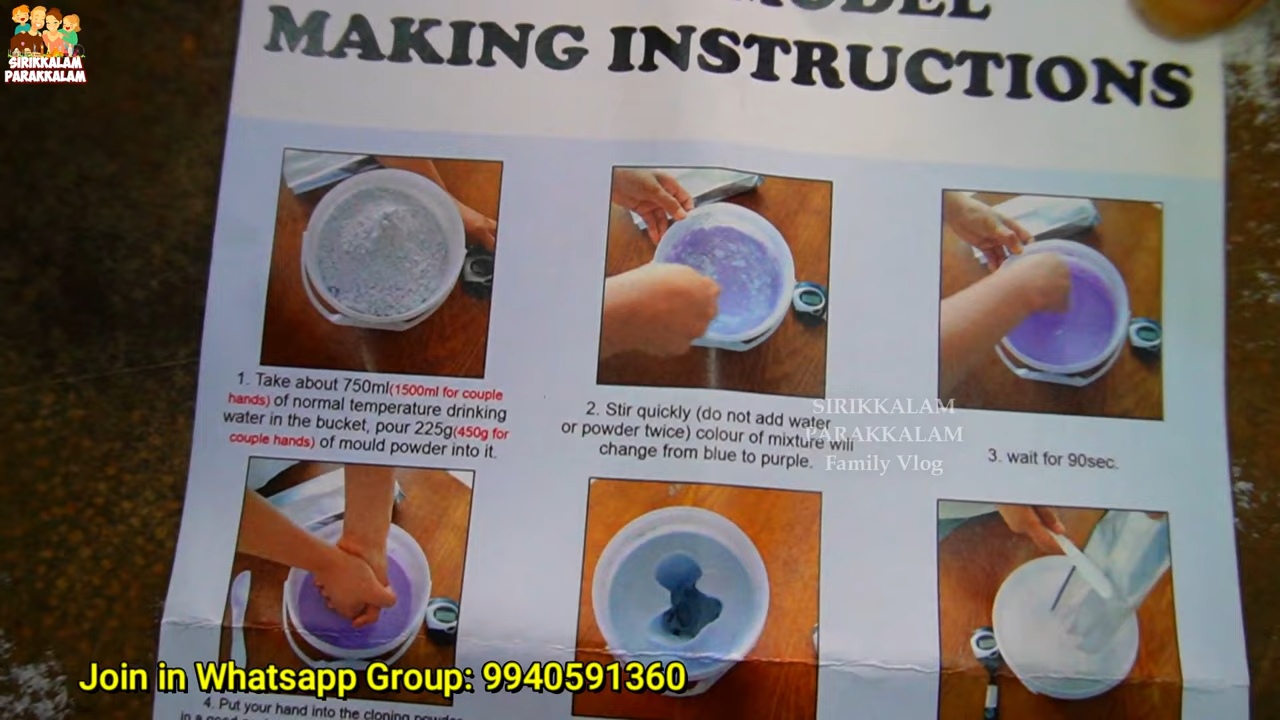 SIRIKKALAM
PARAKKALAM
MODEL
MAKING INSTRUCTIONS
1. Take about 750ml(1500ml for couple
hands) of normal temperature drinking
water in the bucket, pour 225g(450g for
couple hands) of mould powder into it.
2. Stir quickly (do not add water
or powder twice) colour of mixture will
change from blue to purple.
3. wait for 90sec.
SIRIKKALAM
PARAKKALAM
Family Vlog
4. Put your hand into the cloning powder
in a good
Join in Whatsapp Group: 9940591360